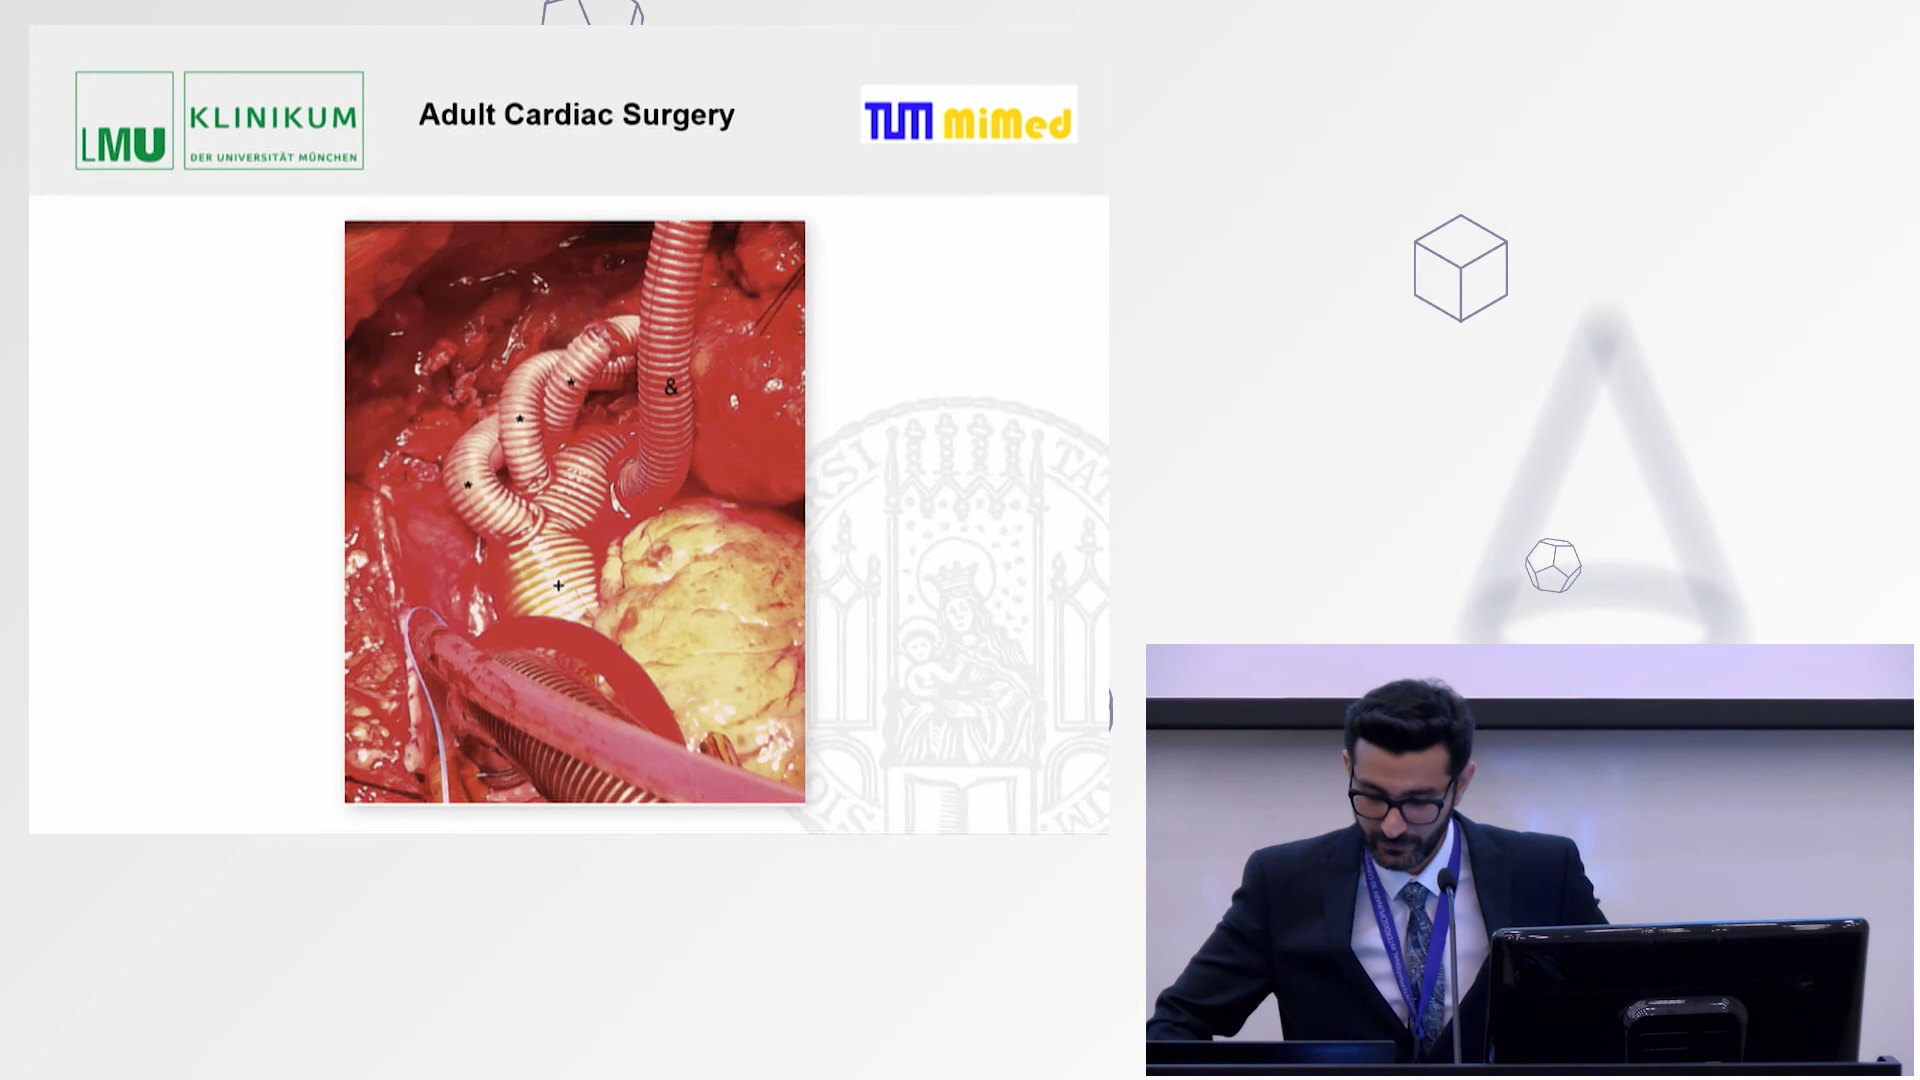 LMU
KLINIKUM
DER UNIVERSITÄT MÜNCHEN
Adult Cardiac Surgery
TUM MiMed
*
*
*
&
+